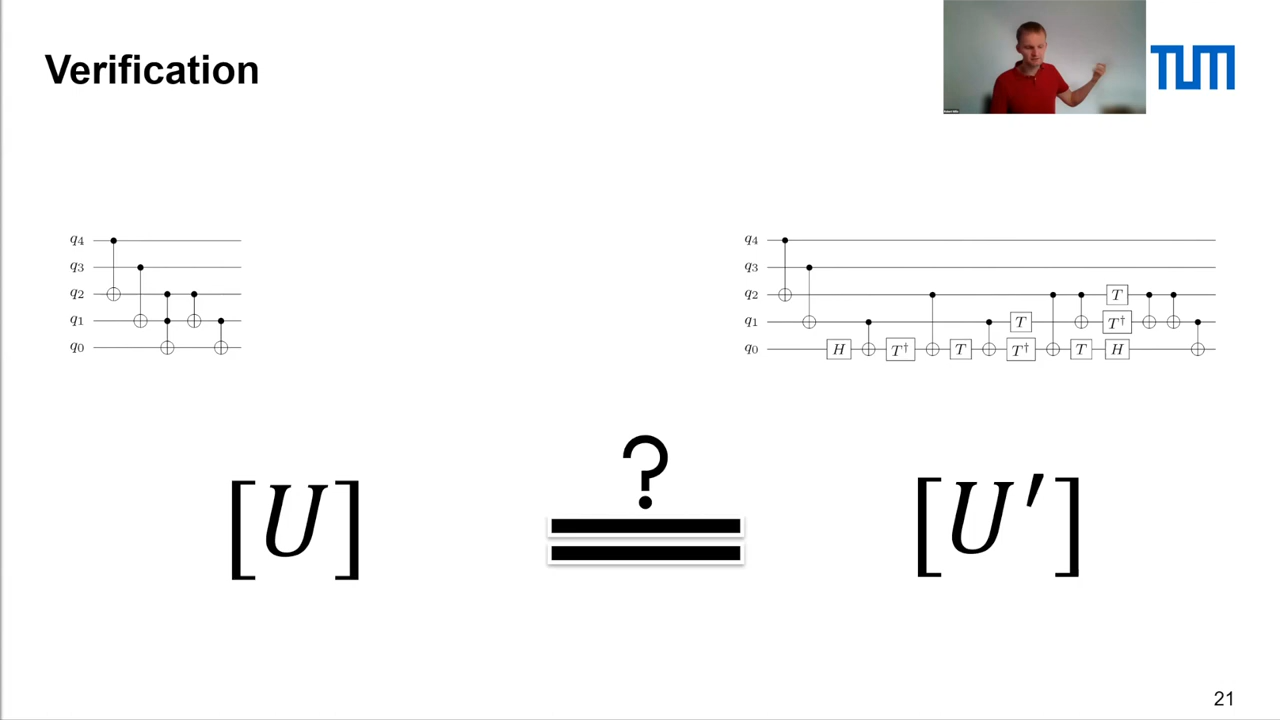 Verification
TUM
q4
q3
q2
q1
q0
q4
q3
q2 T
q1 T T†
q0 H T† T T† T H
?
[U] = [U′]
21